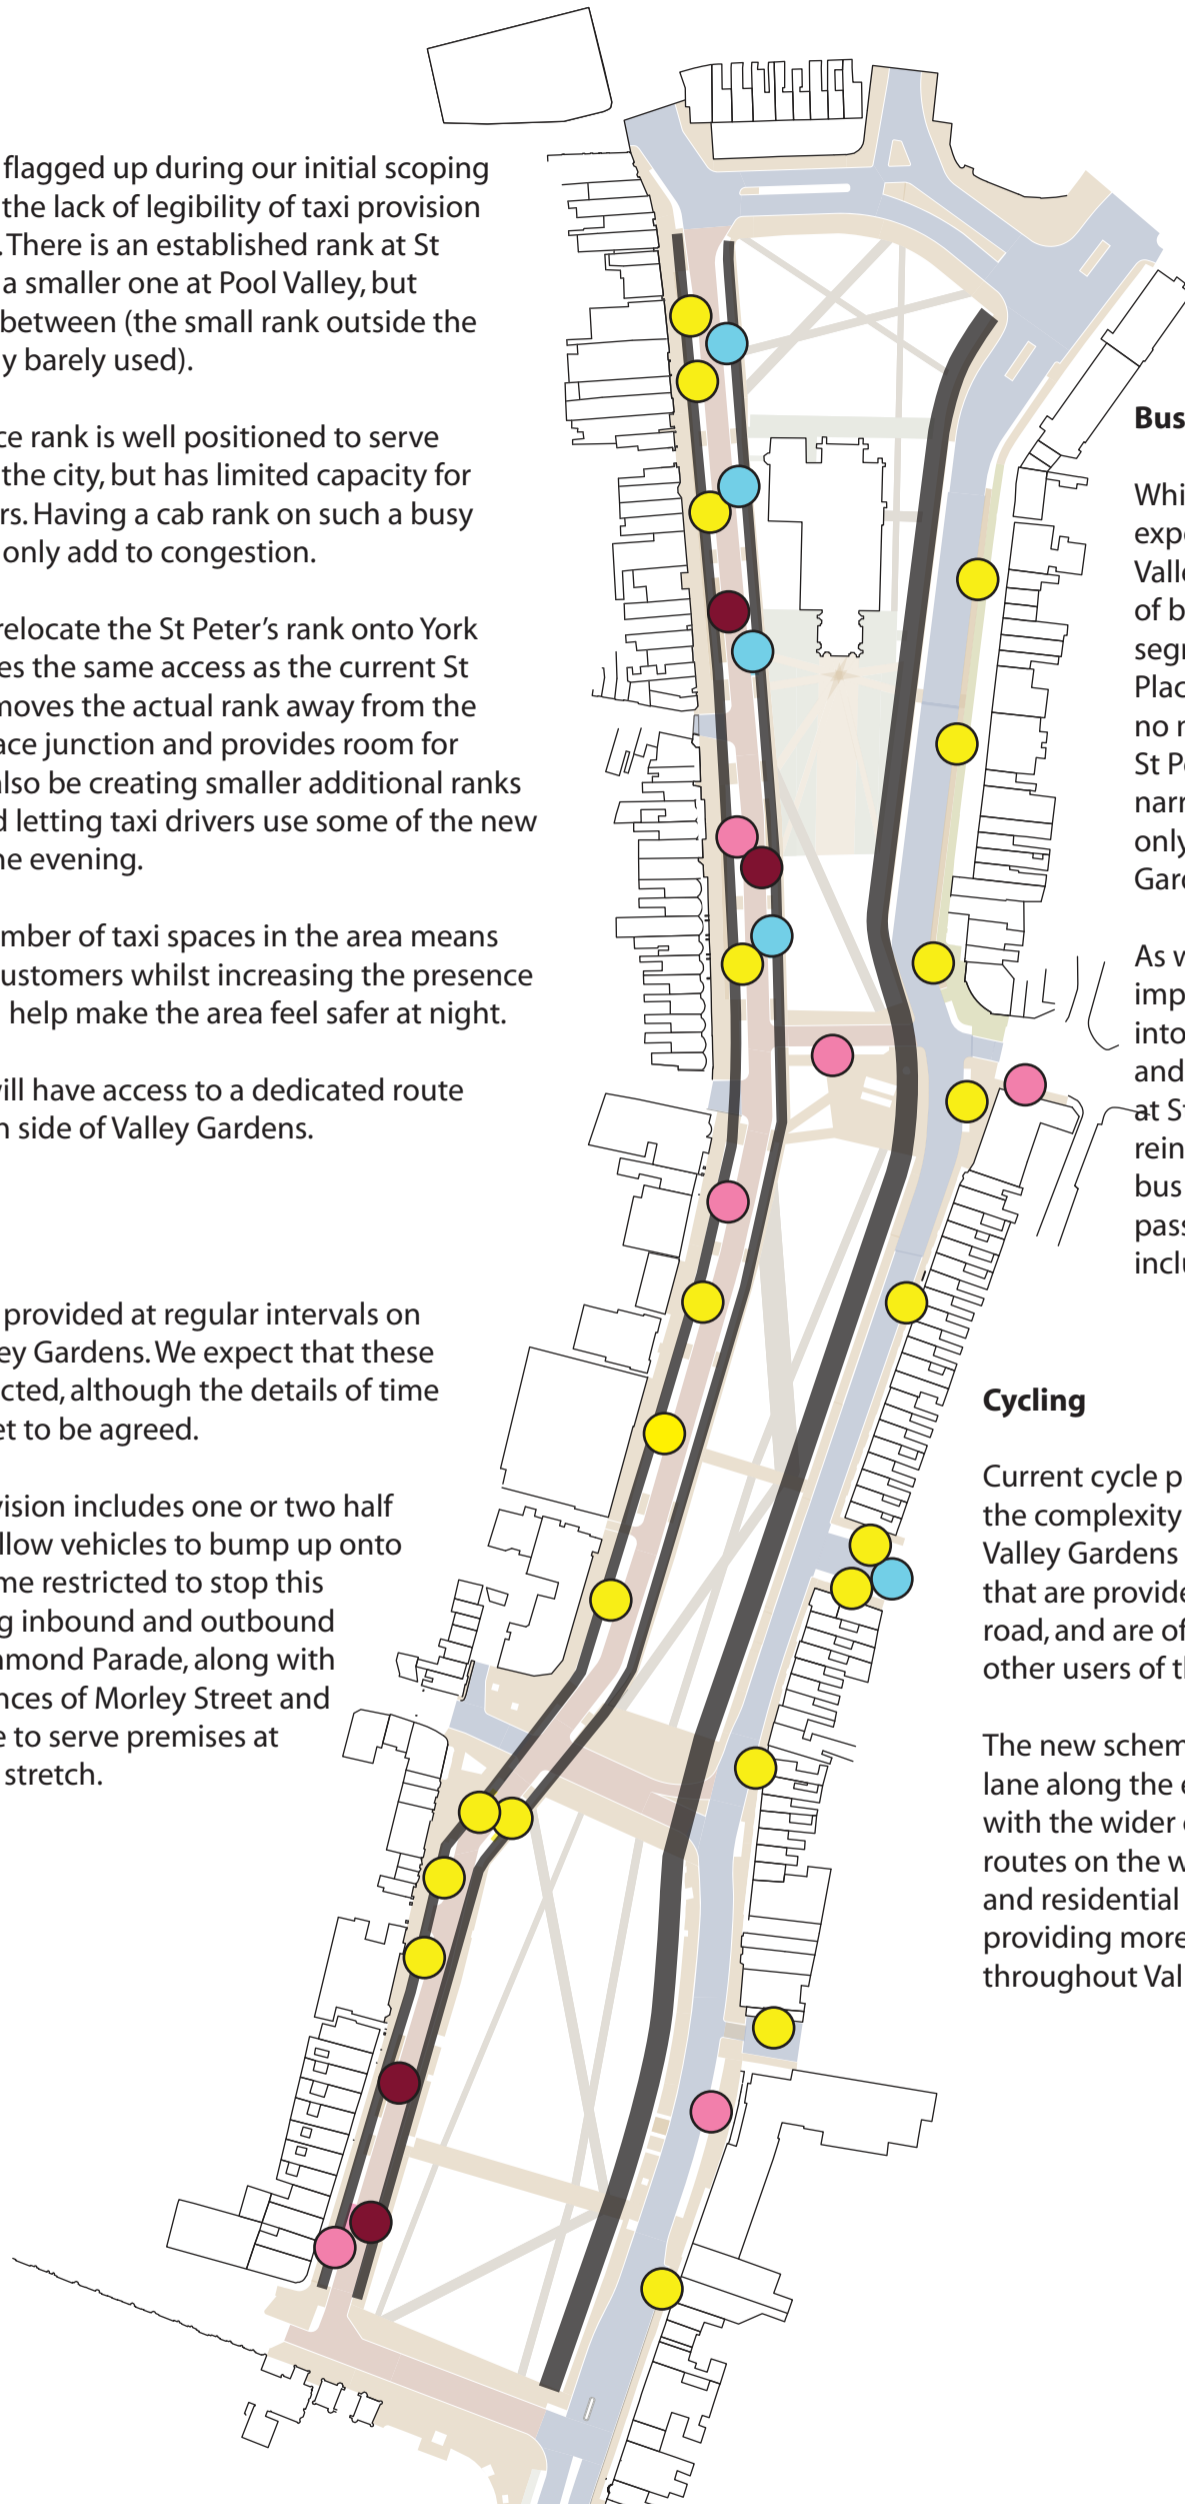 flagged up during our initial scoping
the lack of legibility of taxi provision
. There is an established rank at St
a smaller one at Pool Valley, but
between (the small rank outside the
y barely used).
ce rank is well positioned to serve
the city, but has limited capacity for
rs. Having a cab rank on such a busy
only add to congestion.
relocate the St Peter’s rank onto York
es the same access as the current St
moves the actual rank away from the
ace junction and provides room for
also be creating smaller additional ranks
d letting taxi drivers use some of the new
he evening.
mber of taxi spaces in the area means
ustomers whilst increasing the presence
help make the area feel safer at night.
will have access to a dedicated route
n side of Valley Gardens.
provided at regular intervals on
ey Gardens. We expect that these
cted, although the details of time
et to be agreed.
vision includes one or two half
llow vehicles to bump up onto
me restricted to stop this
g inbound and outbound
hmond Parade, along with
nces of Morley Street and
e to serve premises at
stretch.
Bus
Whi
expe
Valle
of b
segr
Plac
no r
St Pe
narr
only
Gard
As w
imp
into
and
at St
rein
bus
pass
inclu
Cycling
Current cycle p
the complexity
Valley Gardens
that are provide
road, and are of
other users of th
The new schem
lane along the e
with the wider c
routes on the w
and residential
providing more
throughout Val